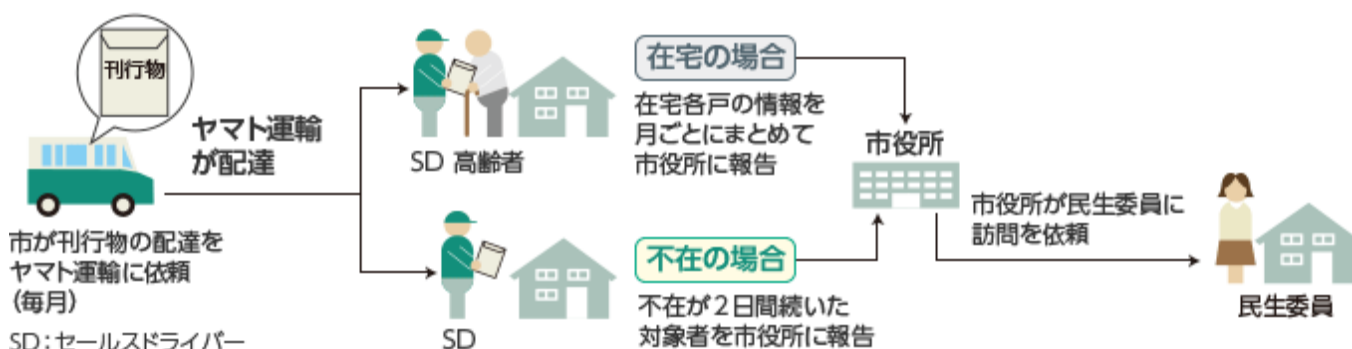 刊行物
ヤマト運輸
が配達
市が刊行物の配達を
ヤマト運輸に依頼
（毎月）
SD：セールスドライバー
SD 高齢者
SD
在宅の場合
在宅各戸の情報を
月ごとにまとめて
市役所に報告
不在の場合
不在が２日間続いた
対象者を市役所に報告
市役所
市役所が民生委員に
訪問を依頼
民生委員